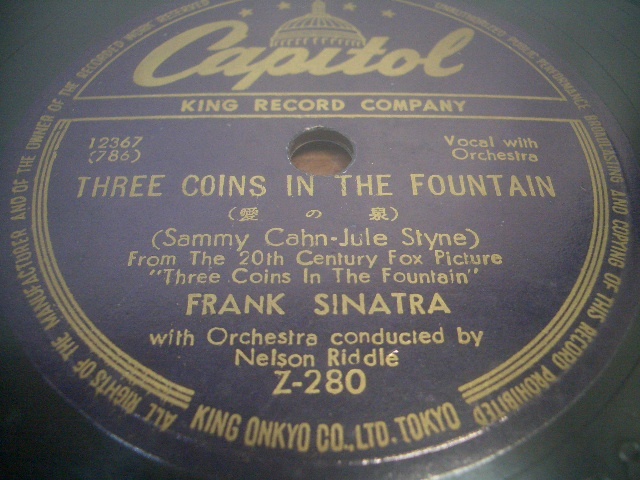 Capitol
KING RECORD COMPANY
12367
(786)
Vocal with
Orchestra
THREE COINS IN THE FOUNTAIN
(愛の泉)
(Sammy Cahn-Jule Styne)
From The 20th Century Fox Picture
"Three Coins In The Fountain"
FRANK SINATRA
with Orchestra conducted by
Nelson Riddle
Z-280
KING ONKYO CO., LTD. TOKYO
ALL RIGHTS OF THE MANUFACTURER AND OF THE OWNER OF THE RECORDED WORK RESERVED
UNAUTHORIZED PUBLIC PERFORMANCE BROADCASTING AND COPYING OF THIS RECORD PROHIBITED